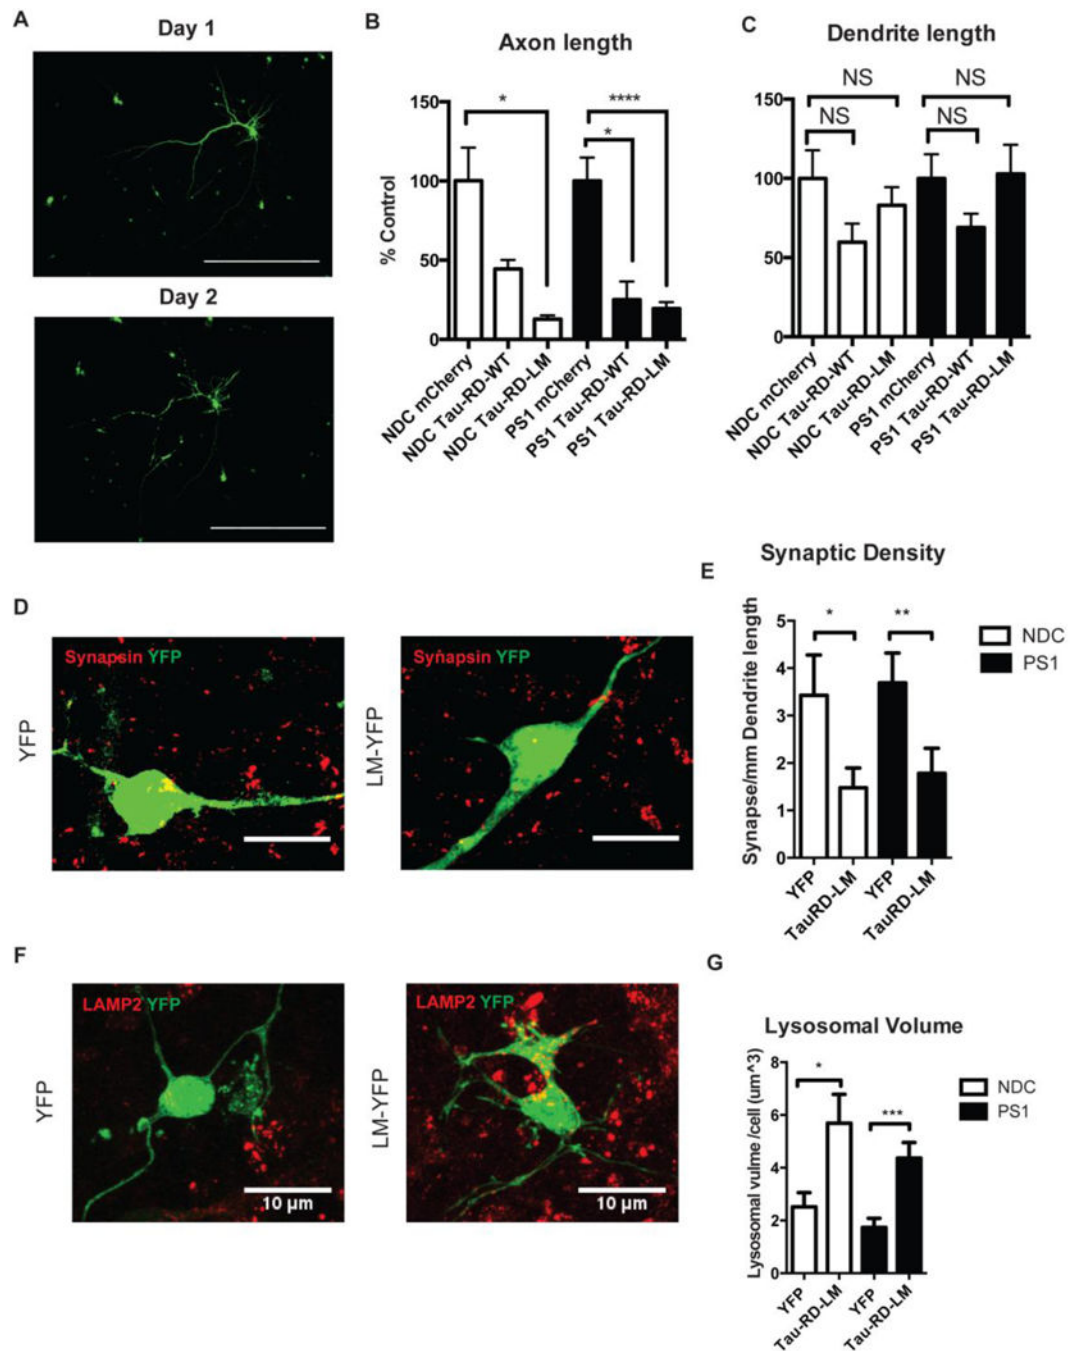 A
Day 1
Day 2
B
Axon length
% Control
150
100
50
0
*
****
*
NDC mCherry
NDC Tau-RD-WT
NDC Tau-RD-LM
PS1 mCherry
PS1 Tau-RD-WT
PS1 Tau-RD-LM
C
Dendrite length
150
100
50
0
NS
NS
NS
NS
NDC mCherry
NDC Tau-RD-WT
NDC Tau-RD-LM
PS1 mCherry
PS1 Tau-RD-WT
PS1 Tau-RD-LM
D
YFP
Synapsin YFP
LM-YFP
Synapsin YFP
E
Synaptic Density
Synapse/mm Dendrite length
5
4
3
2
1
0
*
**
NDC
PS1
YFP
TauRD-LM
YFP
TauRD-LM
F
YFP
LAMP2 YFP
10 µm
LM-YFP
LAMP2 YFP
10 µm
G
Lysosomal Volume
Lysosomal vulme /cell (um^3)
8
6
4
2
0
*
***
NDC
PS1
YFP
Tau-RD-LM
YFP
Tau-RD-LM